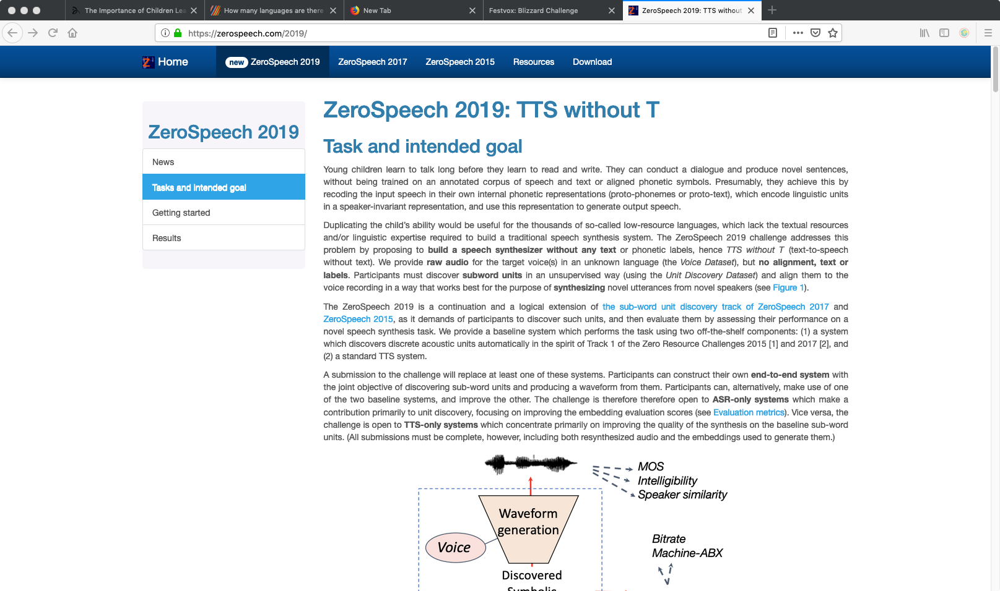 The Importance of Children Lea
How many languages are there
New Tab
Festvox: Blizzard Challenge
ZeroSpeech 2019: TTS without
https://zerospeech.com/2019/
Home
new ZeroSpeech 2019
ZeroSpeech 2017
ZeroSpeech 2015
Resources
Download
ZeroSpeech 2019
News
Tasks and intended goal
Getting started
Results
ZeroSpeech 2019: TTS without T
Task and intended goal
Young children learn to talk long before they learn to read and write. They can conduct a dialogue and produce novel sentences,
without being trained on an annotated corpus of speech and text or aligned phonetic symbols. Presumably, they achieve this by
recoding the input speech in their own internal phonetic representations (proto-phonemes or proto-text), which encode linguistic units
in a speaker-invariant representation, and use this representation to generate output speech.
Duplicating the child's ability would be useful for the thousands of so-called low-resource languages, which lack the textual resources
and/or linguistic expertise required to build a traditional speech synthesis system. The ZeroSpeech 2019 challenge addresses this
problem by proposing to build a speech synthesizer without any text or phonetic labels, hence TTS without T (text-to-speech
without text). We provide raw audio for the target voice(s) in an unknown language (the Voice Dataset), but no alignment, text or
labels. Participants must discover subword units in an unsupervised way (using the Unit Discovery Dataset) and align them to the
voice recording in a way that works best for the purpose of synthesizing novel utterances from novel speakers (see Figure 1).
The ZeroSpeech 2019 is a continuation and a logical extension of the sub-word unit discovery track of ZeroSpeech 2017 and
ZeroSpeech 2015, as it demands of participants to discover such units, and then evaluate them by assessing their performance on a
novel speech synthesis task. We provide a baseline system which performs the task using two off-the-shelf components: (1) a system
which discovers discrete acoustic units automatically in the spirit of Track 1 of the Zero Resource Challenges 2015 [1] and 2017 [2], and
(2) a standard TTS system.
A submission to the challenge will replace at least one of these systems. Participants can construct their own end-to-end system with
the joint objective of discovering sub-word units and producing a waveform from them. Participants can, alternatively, make use of one
of the two baseline systems, and improve the other. The challenge is therefore therefore open to ASR-only systems which make a
contribution primarily to unit discovery, focusing on improving the embedding evaluation scores (see Evaluation metrics). Vice versa, the
challenge is open to TTS-only systems which concentrate primarily on improving the quality of the synthesis on the baseline sub-word
units. (All submissions must be complete, however, including both resynthesized audio and the embeddings used to generate them.)
MOS
Intelligibility
Speaker similarity
Waveform
generation
Voice
Bitrate
Machine-ABX
Discovered
Symbolic